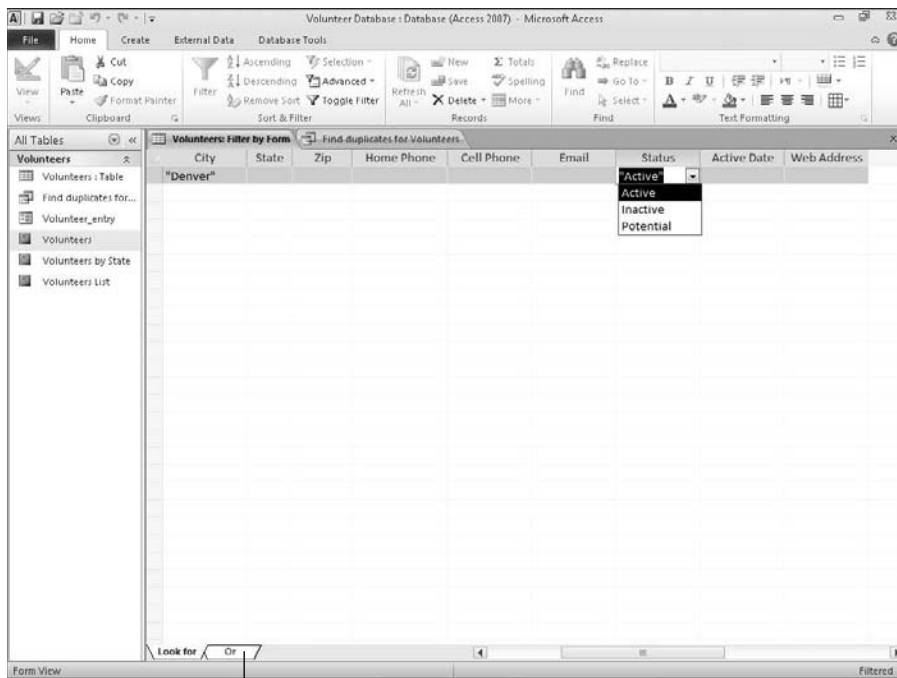 Volunteer Database : Database (Access 2007) - Microsoft Access
File Home Create External Data Database Tools
Cut Ascending Selection New Totals Replace
View Paste Copy Filter Descending Advanced Refresh All Save Spelling Find Go To B I U
Format Painter Remove Sort Toggle Filter Delete More Select A
Views Clipboard Sort & Filter Records Find Text Formatting
All Tables Volunteers: Filter by Form Find duplicates for Volunteers
Volunteers City State Zip Home Phone Cell Phone Email Status Active Date Web Address
Volunteers : Table "Denver" "Active"
Find duplicates for... Active
Volunteer_entry Inactive
Volunteers Potential
Volunteers by State
Volunteers List
Look for Or
Form View Filtered